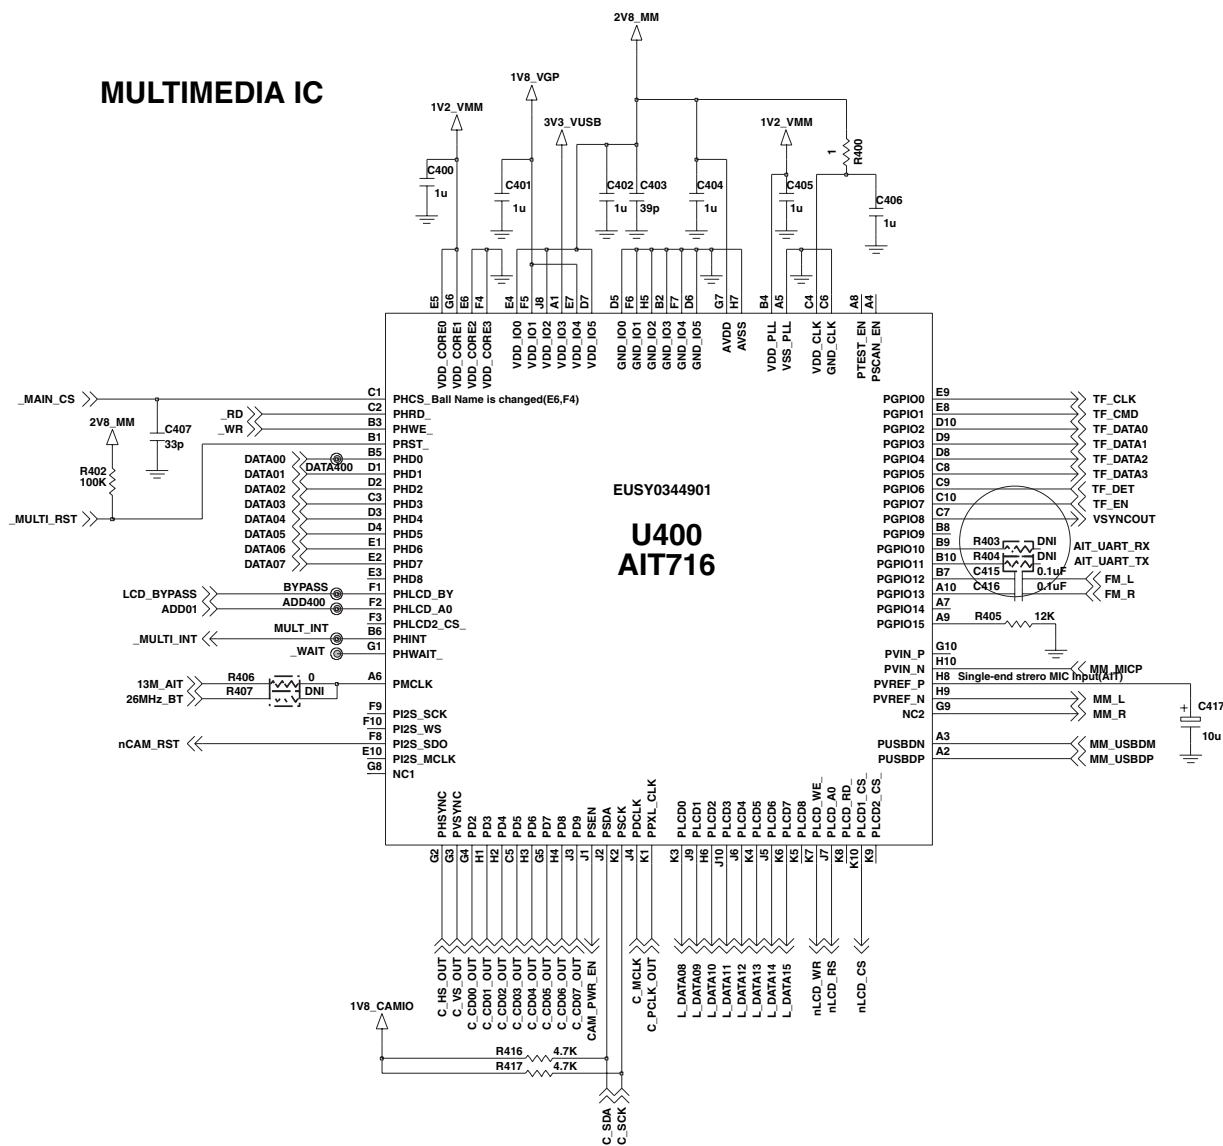 MULTIMEDIA IC
2V8_MM
1V8_VGP
1V2_VMM
3V3_VUSB
1V2_VMM
1
R400
C400
1u
C401
1u
C402
1u
C403
39p
C404
1u
C405
1u
C406
1u
E5
G6
E6
F4
E4
F5
J8
A1
E7
D7
D5
F6
H5
B2
F7
D6
G7
H7
B4
A5
C4
C6
A8
A4
VDD_CORE0
VDD_CORE1
VDD_CORE2
VDD_CORE3
VDD_IO0
VDD_IO1
VDD_IO2
VDD_IO3
VDD_IO4
VDD_IO5
GND_IO0
GND_IO1
GND_IO2
GND_IO3
GND_IO4
GND_IO5
AVDD
AVSS
VDD_PLL
VSS_PLL
VDD_CLK
GND_CLK
PTEST_EN
PSCAN_EN
_MAIN_CS
C1
PHCS_
Ball Name is changed(E6,F4)
_RD
C2
PHRD_
_WR
B3
PHWE_
C407
33p
2V8_MM
R402
100K
_MULTI_RST
B1
PRST_
DATA00
DATA400
B5
PHD0
DATA01
D1
PHD1
DATA02
D2
PHD2
DATA03
C3
PHD3
DATA04
D3
PHD4
DATA05
D4
PHD5
DATA06
E1
PHD6
DATA07
E2
PHD7
E3
PHD8
LCD_BYPASS
BYPASS
F1
PHLCD_BY
ADD01
ADD400
F2
PHLCD_A0
F3
PHLCD2_CS_
_MULTI_INT
MULT_INT
B6
PHINT
_WAIT
G1
PHWAIT_
13M_AIT
R406
0
A6
PMCLK
26MHz_BT
R407
DNI
F9
PI2S_SCK
F10
PI2S_WS
nCAM_RST
F8
PI2S_SDO
E10
PI2S_MCLK
G8
NC1
EUSY0344901
U400
AIT716
PGPIO0
E9
TF_CLK
PGPIO1
E8
TF_CMD
PGPIO2
D10
TF_DATA0
PGPIO3
D9
TF_DATA1
PGPIO4
D8
TF_DATA2
PGPIO5
C8
TF_DATA3
PGPIO6
C9
TF_DET
PGPIO7
C10
TF_EN
PGPIO8
C7
VSYNCOUT
PGPIO9
B8
PGPIO10
B9
R403
DNI
AIT_UART_RX
PGPIO11
B10
R404
DNI
AIT_UART_TX
PGPIO12
B7
C415
0.1uF
FM_L
PGPIO13
A10
C416
0.1uF
FM_R
PGPIO14
A7
PGPIO15
A9
R405
12K
PVIN_P
G10
PVIN_N
H10
MM_MICP
PVREF_P
H8
Single-end strero MIC Input(AIT)
PVREF_N
H9
MM_L
NC2
G9
MM_R
+
C417
10u
PUSBDN
A3
MM_USBDM
PUSBDP
A2
MM_USBDP
PHSYNC
PVSYNC
PD2
PD3
PD4
PD5
PD6
PD7
PD8
PD9
PSEN
PSDA
PSCK
PDCLK
PPXL_CLK
PLCD0
PLCD1
PLCD2
PLCD3
PLCD4
PLCD5
PLCD6
PLCD7
PLCD8
PLCD_WE_
PLCD_A0
PLCD_RD_
PLCD1_CS_
PLCD2_CS_
G2
G3
G4
H1
H2
C5
H3
G5
H4
J3
J1
J2
K2
J4
K1
K3
J9
H6
J10
J6
K4
J5
K6
K5
K7
J7
K8
K10
K9
C_HS_OUT
C_VS_OUT
C_CD00_OUT
C_CD01_OUT
C_CD02_OUT
C_CD03_OUT
C_CD04_OUT
C_CD05_OUT
C_CD06_OUT
C_CD07_OUT
CAM_PWR_EN
C_MCLK
C_PCLK_OUT
L_DATA08
L_DATA09
L_DATA10
L_DATA11
L_DATA12
L_DATA13
L_DATA14
L_DATA15
nLCD_WR
nLCD_RS
nLCD_CS
1V8_CAMIO
R416
4.7K
R417
4.7K
C_SDA
C_SCK